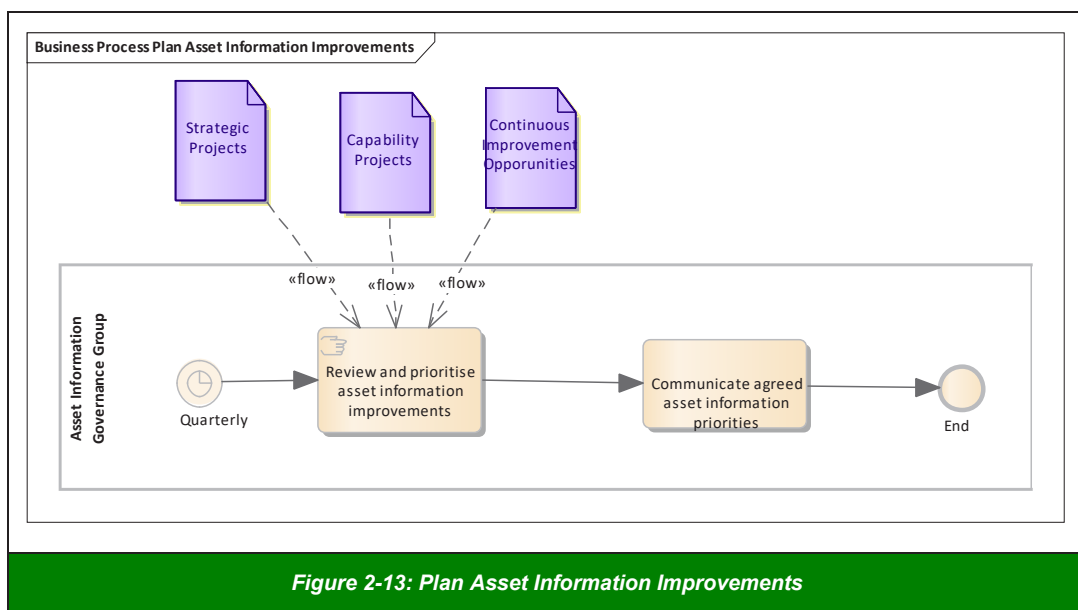 Business Process Plan Asset Information Improvements
Strategic
Projects
Capability
Projects
Continuous
Improvement
Opporunities
«flow»
«flow»
«flow»
Asset Information
Governance Group
Quarterly
Review and prioritise
asset information
improvements
Communicate agreed
asset information
priorities
End
Figure 2-13: Plan Asset Information Improvements